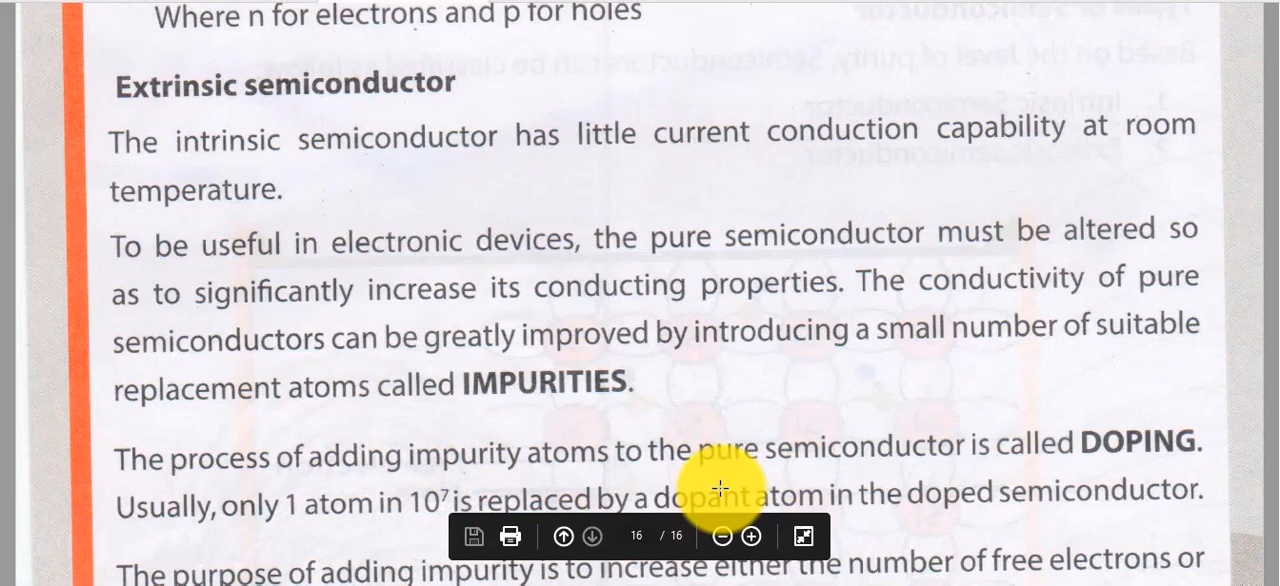 Where n for electrons and p for holes
Extrinsic semiconductor
The intrinsic semiconductor has little current conduction capability at room
temperature.
To be useful in electronic devices, the pure semiconductor must be altered so
as to significantly increase its conducting properties. The conductivity of pure
semiconductors can be greatly improved by introducing a small number of suitable
replacement atoms called IMPURITIES.
The process of adding impurity atoms to the pure semiconductor is called DOPING.
Usually, only 1 atom in 10⁷ is replaced by a dopant atom in the doped semiconductor.
16 / 16
The purpose of adding impurity is to increase either the number of free electrons or